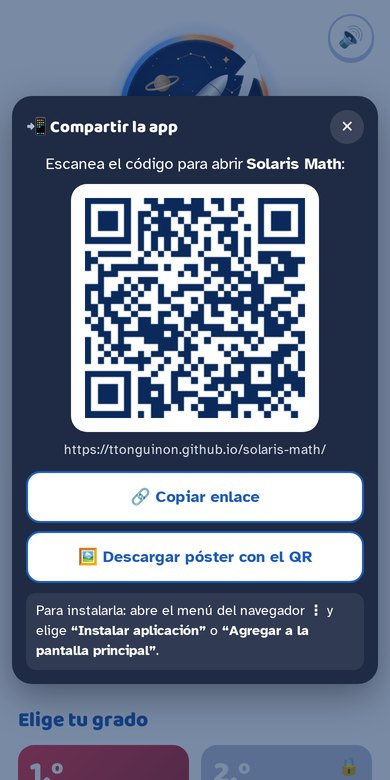 📲 Compartir la app
✕
Escanea el código para abrir Solaris Math:
https://ttonguinon.github.io/solaris-math/
🔗 Copiar enlace
🖼️ Descargar póster con el QR
Para instalarla: abre el menú del navegador ⋮ y
elige “Instalar aplicación” o “Agregar a la
pantalla principal”.
Elige tu grado
1.º
2.º